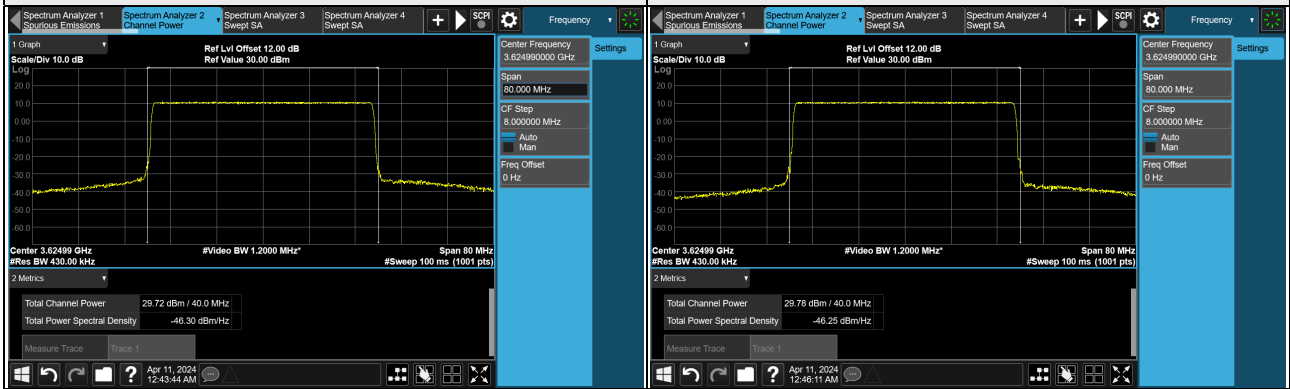 Spectrum Analyzer 1
Spurious Emissions
Spectrum Analyzer 2
Channel Power
Spectrum Analyzer 3
Swept SA
Spectrum Analyzer 4
Swept SA
SCPI
Frequency
1 Graph
Scale/Div 10.0 dB
Ref Lvl Offset 12.00 dB
Ref Value 30.00 dBm
Log
20.0
10.0
0.00
-10.0
-20.0
-30.0
-40.0
-50.0
-60.0
Center 3.62499 GHz
#Video BW 1.2000 MHz*
Span 80 MHz
#Res BW 430.00 kHz
#Sweep 100 ms (1001 pts)
Center Frequency
3.624990000 GHz
Settings
Span
80.000 MHz
CF Step
8.000000 MHz
Auto
Man
Freq Offset
0 Hz
2 Metrics
Total Channel Power 29.72 dBm / 40.0 MHz
Total Power Spectral Density -46.30 dBm/Hz
Measure Trace Trace 1
?
Apr 11, 2024
12:43:44 AM
Spectrum Analyzer 1
Spurious Emissions
Spectrum Analyzer 2
Channel Power
Spectrum Analyzer 3
Swept SA
Spectrum Analyzer 4
Swept SA
SCPI
Frequency
1 Graph
Scale/Div 10.0 dB
Ref Lvl Offset 12.00 dB
Ref Value 30.00 dBm
Log
20.0
10.0
0.00
-10.0
-20.0
-30.0
-40.0
-50.0
-60.0
Center 3.62499 GHz
#Video BW 1.2000 MHz*
Span 80 MHz
#Res BW 430.00 kHz
#Sweep 100 ms (1001 pts)
Center Frequency
3.624990000 GHz
Settings
Span
80.000 MHz
CF Step
8.000000 MHz
Auto
Man
Freq Offset
0 Hz
2 Metrics
Total Channel Power 29.78 dBm / 40.0 MHz
Total Power Spectral Density -46.25 dBm/Hz
Measure Trace Trace 1
?
Apr 11, 2024
12:46:11 AM